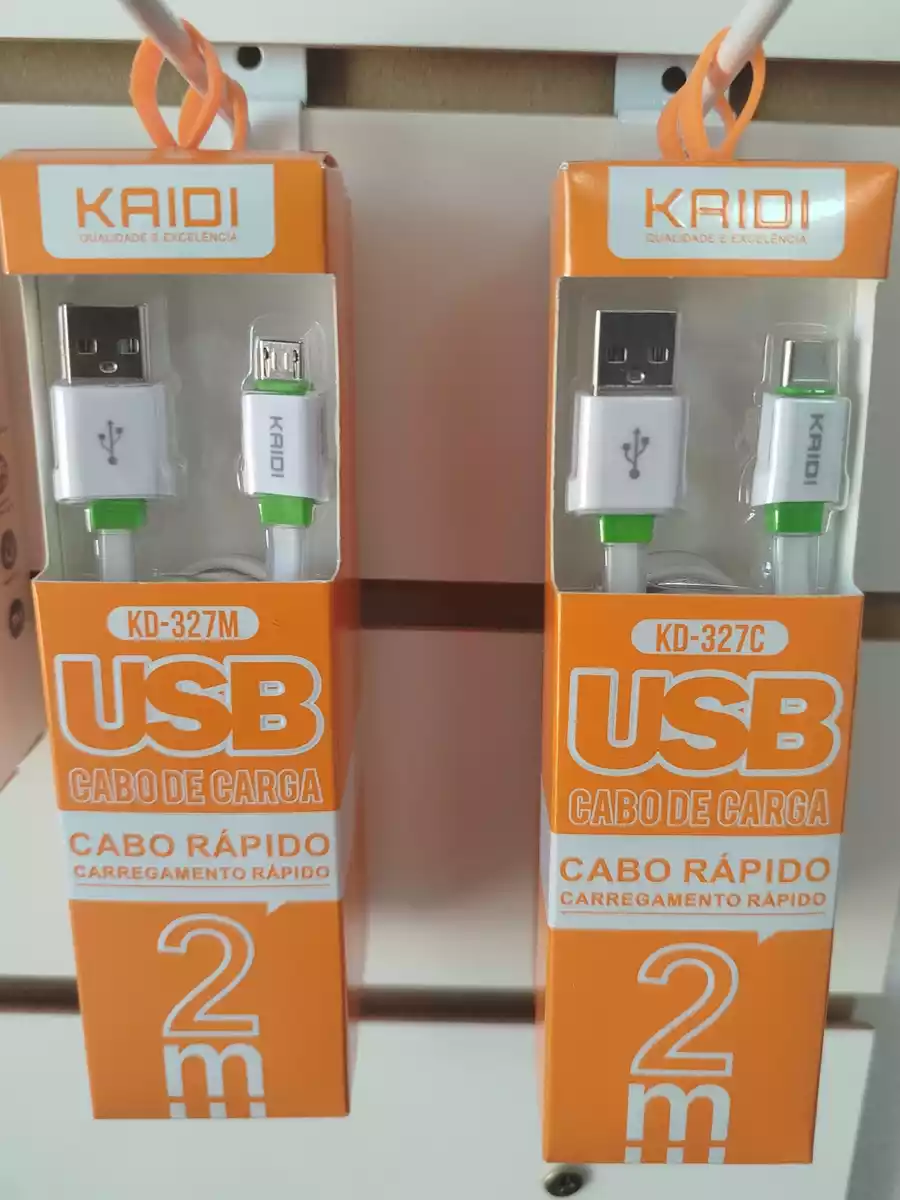 KAIDI
QUALIDADE E EXCELÊNCIA
KAIDI
KD-327M
USB
CABO DE CARGA
CABO RÁPIDO
CARREGAMENTO RÁPIDO
2
m
KAIDI
QUALIDADE E EXCELÊNCIA
KAIDI
KD-327C
USB
CABO DE CARGA
CABO RÁPIDO
CARREGAMENTO RÁPIDO
2
m